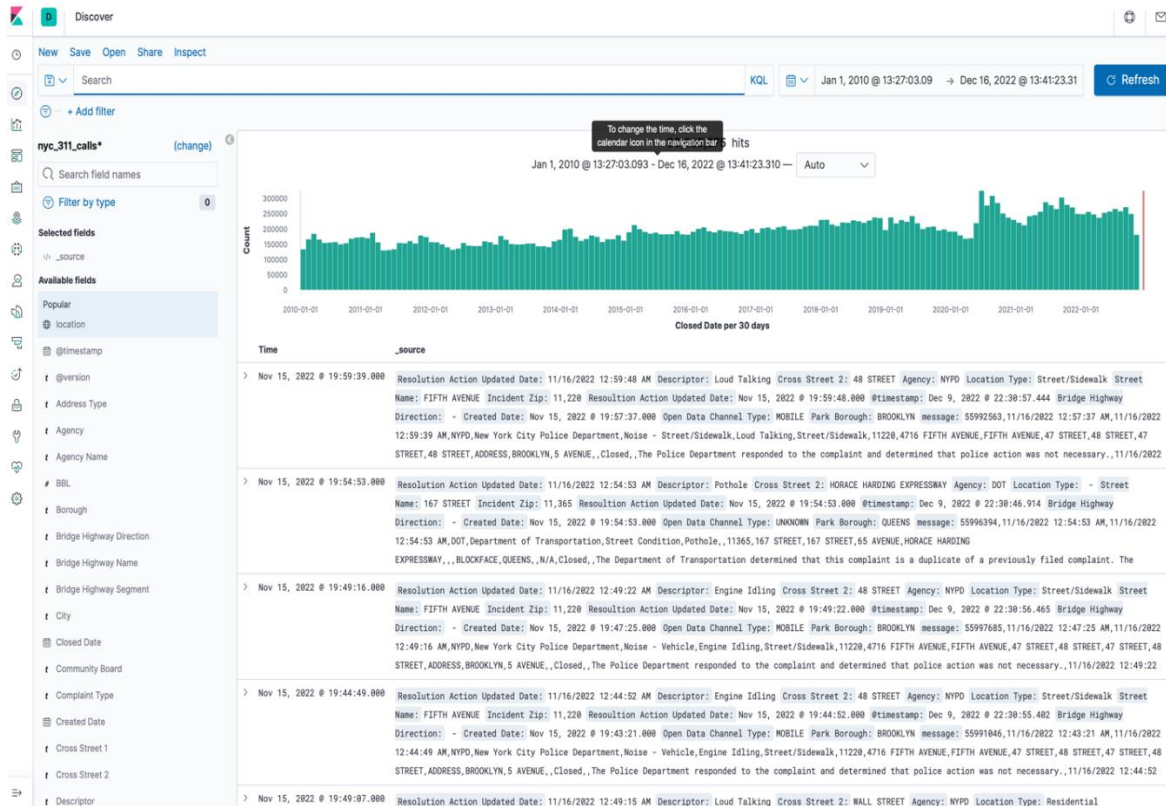 D Discover
New Save Open Share Inspect
Search KQL Jan 1, 2010 @ 13:27:03.09 → Dec 16, 2022 @ 13:41:23.31 Refresh
+ Add filter
nyc_311_calls* (change)
Search field names
Filter by type 0
Selected fields
_source
Available fields
Popular
location
@timestamp
t @version
t Address Type
t Agency
t Agency Name
# BBL
t Borough
t Bridge Highway Direction
t Bridge Highway Name
t Bridge Highway Segment
t City
Closed Date
t Community Board
t Complaint Type
Created Date
t Cross Street 1
t Cross Street 2
t Descriptor
To change the time, click the
calendar icon in the navigation bar
hits
Jan 1, 2010 @ 13:27:03.093 - Dec 16, 2022 @ 13:41:23.310 — Auto
Count
300000
250000
200000
150000
100000
50000
0
2010-01-01 2011-01-01 2012-01-01 2013-01-01 2014-01-01 2015-01-01 2016-01-01 2017-01-01 2018-01-01 2019-01-01 2020-01-01 2021-01-01 2022-01-01
Closed Date per 30 days
Time _source
Nov 15, 2022 @ 19:59:39.000 Resolution Action Updated Date: 11/16/2022 12:59:48 AM Descriptor: Loud Talking Cross Street 2: 48 STREET Agency: NYPD Location Type: Street/Sidewalk Street
Name: FIFTH AVENUE Incident Zip: 11,220 Resoultion Action Updated Date: Nov 15, 2022 @ 19:59:48.000 @timestamp: Dec 9, 2022 @ 22:30:57.444 Bridge Highway
Direction: - Created Date: Nov 15, 2022 @ 19:57:37.000 Open Data Channel Type: MOBILE Park Borough: BROOKLYN message: 55992563,11/16/2022 12:57:37 AM,11/16/2022
12:59:39 AM,NYPD,New York City Police Department,Noise - Street/Sidewalk,Loud Talking,Street/Sidewalk,11220,4716 FIFTH AVENUE,FIFTH AVENUE,47 STREET,48 STREET,47
STREET,48 STREET,ADDRESS,BROOKLYN,5 AVENUE,,Closed,,The Police Department responded to the complaint and determined that police action was not necessary.,11/16/2022
Nov 15, 2022 @ 19:54:53.000 Resolution Action Updated Date: 11/16/2022 12:54:53 AM Descriptor: Pothole Cross Street 2: HORACE HARDING EXPRESSWAY Agency: DOT Location Type: - Street
Name: 167 STREET Incident Zip: 11,365 Resoultion Action Updated Date: Nov 15, 2022 @ 19:54:53.000 @timestamp: Dec 9, 2022 @ 22:30:46.914 Bridge Highway
Direction: - Created Date: Nov 15, 2022 @ 19:54:53.000 Open Data Channel Type: UNKNOWN Park Borough: QUEENS message: 55996394,11/16/2022 12:54:53 AM,11/16/2022
12:54:53 AM,DOT,Department of Transportation,Street Condition,Pothole,,11365,167 STREET,167 STREET,65 AVENUE,HORACE HARDING
EXPRESSWAY,,,BLOCKFACE,QUEENS,,N/A,Closed,,The Department of Transportation determined that this complaint is a duplicate of a previously filed complaint. The
Nov 15, 2022 @ 19:49:16.000 Resolution Action Updated Date: 11/16/2022 12:49:22 AM Descriptor: Engine Idling Cross Street 2: 48 STREET Agency: NYPD Location Type: Street/Sidewalk Street
Name: FIFTH AVENUE Incident Zip: 11,220 Resoultion Action Updated Date: Nov 15, 2022 @ 19:49:22.000 @timestamp: Dec 9, 2022 @ 22:30:56.465 Bridge Highway
Direction: - Created Date: Nov 15, 2022 @ 19:47:25.000 Open Data Channel Type: MOBILE Park Borough: BROOKLYN message: 55997685,11/16/2022 12:47:25 AM,11/16/2022
12:49:16 AM,NYPD,New York City Police Department,Noise - Vehicle,Engine Idling,Street/Sidewalk,11220,4716 FIFTH AVENUE,FIFTH AVENUE,47 STREET,48 STREET,47 STREET,48
STREET,ADDRESS,BROOKLYN,5 AVENUE,,Closed,,The Police Department responded to the complaint and determined that police action was not necessary.,11/16/2022 12:49:22
Nov 15, 2022 @ 19:44:49.000 Resolution Action Updated Date: 11/16/2022 12:44:52 AM Descriptor: Engine Idling Cross Street 2: 48 STREET Agency: NYPD Location Type: Street/Sidewalk Street
Name: FIFTH AVENUE Incident Zip: 11,220 Resoultion Action Updated Date: Nov 15, 2022 @ 19:44:52.000 @timestamp: Dec 9, 2022 @ 22:30:55.402 Bridge Highway
Direction: - Created Date: Nov 15, 2022 @ 19:43:21.000 Open Data Channel Type: MOBILE Park Borough: BROOKLYN message: 55991046,11/16/2022 12:43:21 AM,11/16/2022
12:44:49 AM,NYPD,New York City Police Department,Noise - Vehicle,Engine Idling,Street/Sidewalk,11220,4716 FIFTH AVENUE,FIFTH AVENUE,47 STREET,48 STREET,47 STREET,48
STREET,ADDRESS,BROOKLYN,5 AVENUE,,Closed,,The Police Department responded to the complaint and determined that police action was not necessary.,11/16/2022 12:44:52
Nov 15, 2022 @ 19:49:07.000 Resolution Action Updated Date: 11/16/2022 12:49:15 AM Descriptor: Loud Talking Cross Street 2: WALL STREET Agency: NYPD Location Type: Residential